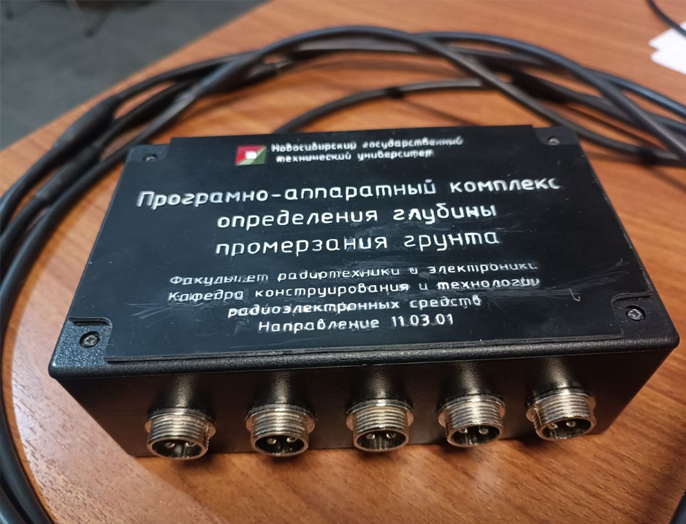 Новосибирский государственный
технический университет
Програмно-аппаратный комплекс
определения глубины
промерзания грунта
Факультет радиотехники и электроники
Кафедра конструирования и технологии
радиоэлектронных средств
Направление 11.03.01